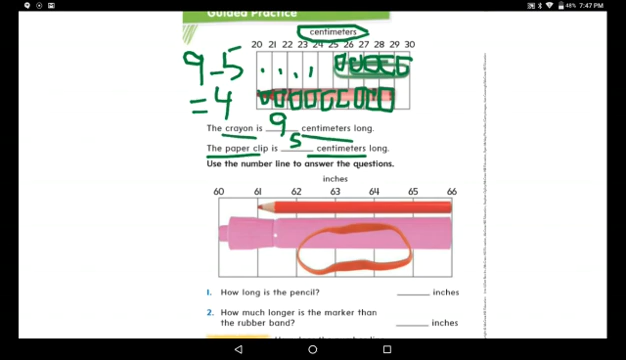 48% 7:47 PM
Guided Practice
centimeters
20 21 22 23 24 25 26 27 28 29 30
9-5
=4
The crayon is 9 centimeters long.
The paper clip is 5 centimeters long.
Use the number line to answer the questions.
inches
60 61 62 63 64 65 66
1. How long is the pencil? ______ inches
2. How much longer is the marker than
the rubber band? ______ inches